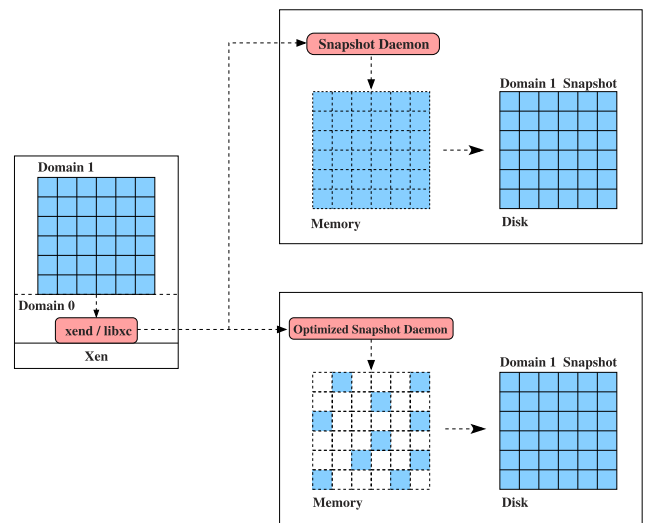 Snapshot Daemon
Domain 1 Snapshot
Memory
Disk
Domain 1
Domain 0
xend / libxc
Xen
Optimized Snapshot Daemon
Domain 1 Snapshot
Memory
Disk